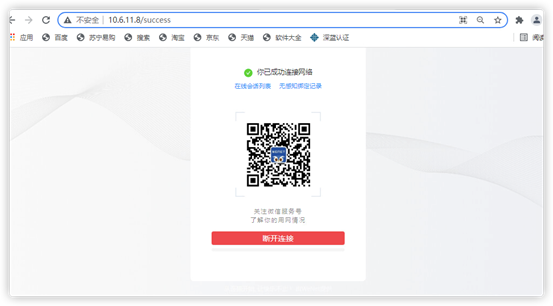 不安全 10.6.11.8/success
应用 百度 苏宁易购 搜索 淘宝 京东 天猫 软件大全 深蓝认证 阅读
你已成功连接网络
在线会话列表 无感知绑定记录
关注微信服务号
了解你的用网情况
断开连接